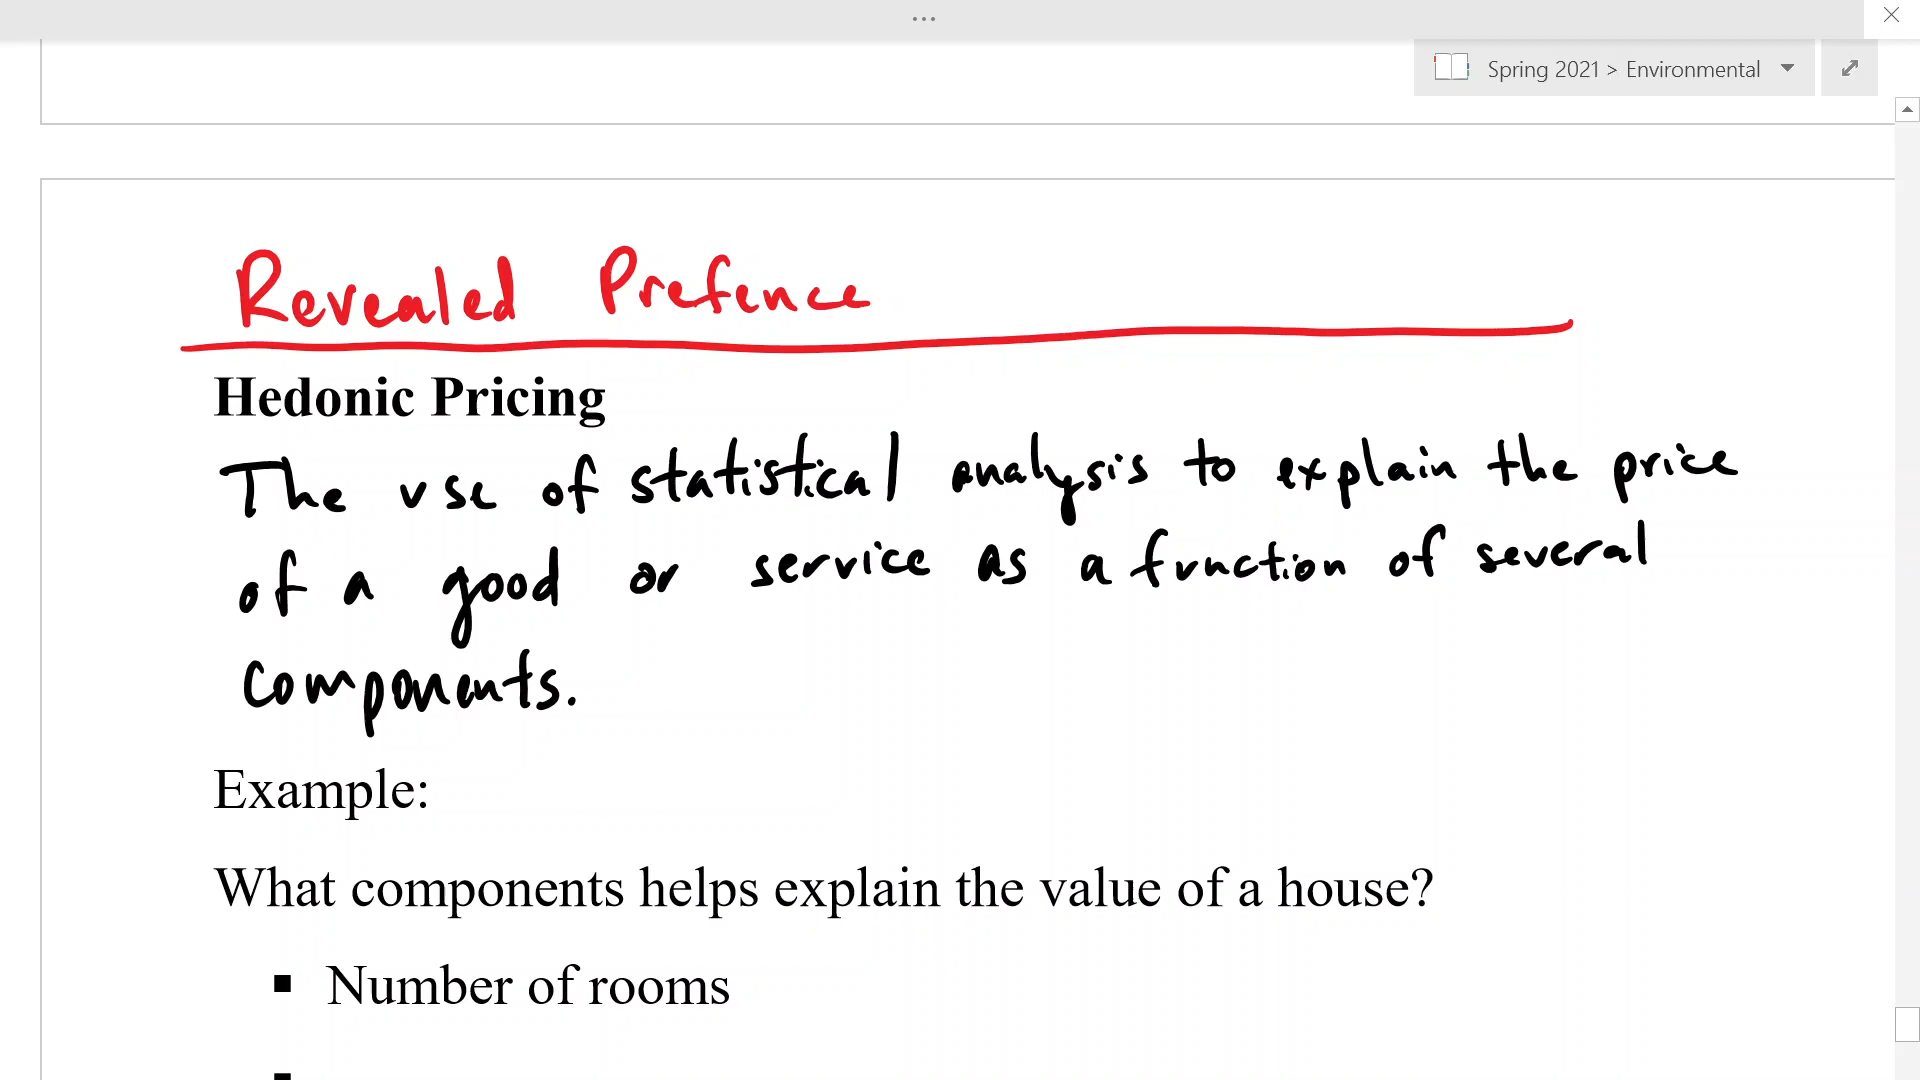 ...
Spring 2021 > Environmental
Revealed Prefence
Hedonic Pricing
The use of statistical analysis to explain the price
of a good or service as a function of several
components.
Example:
What components helps explain the value of a house?
▪ Number of rooms